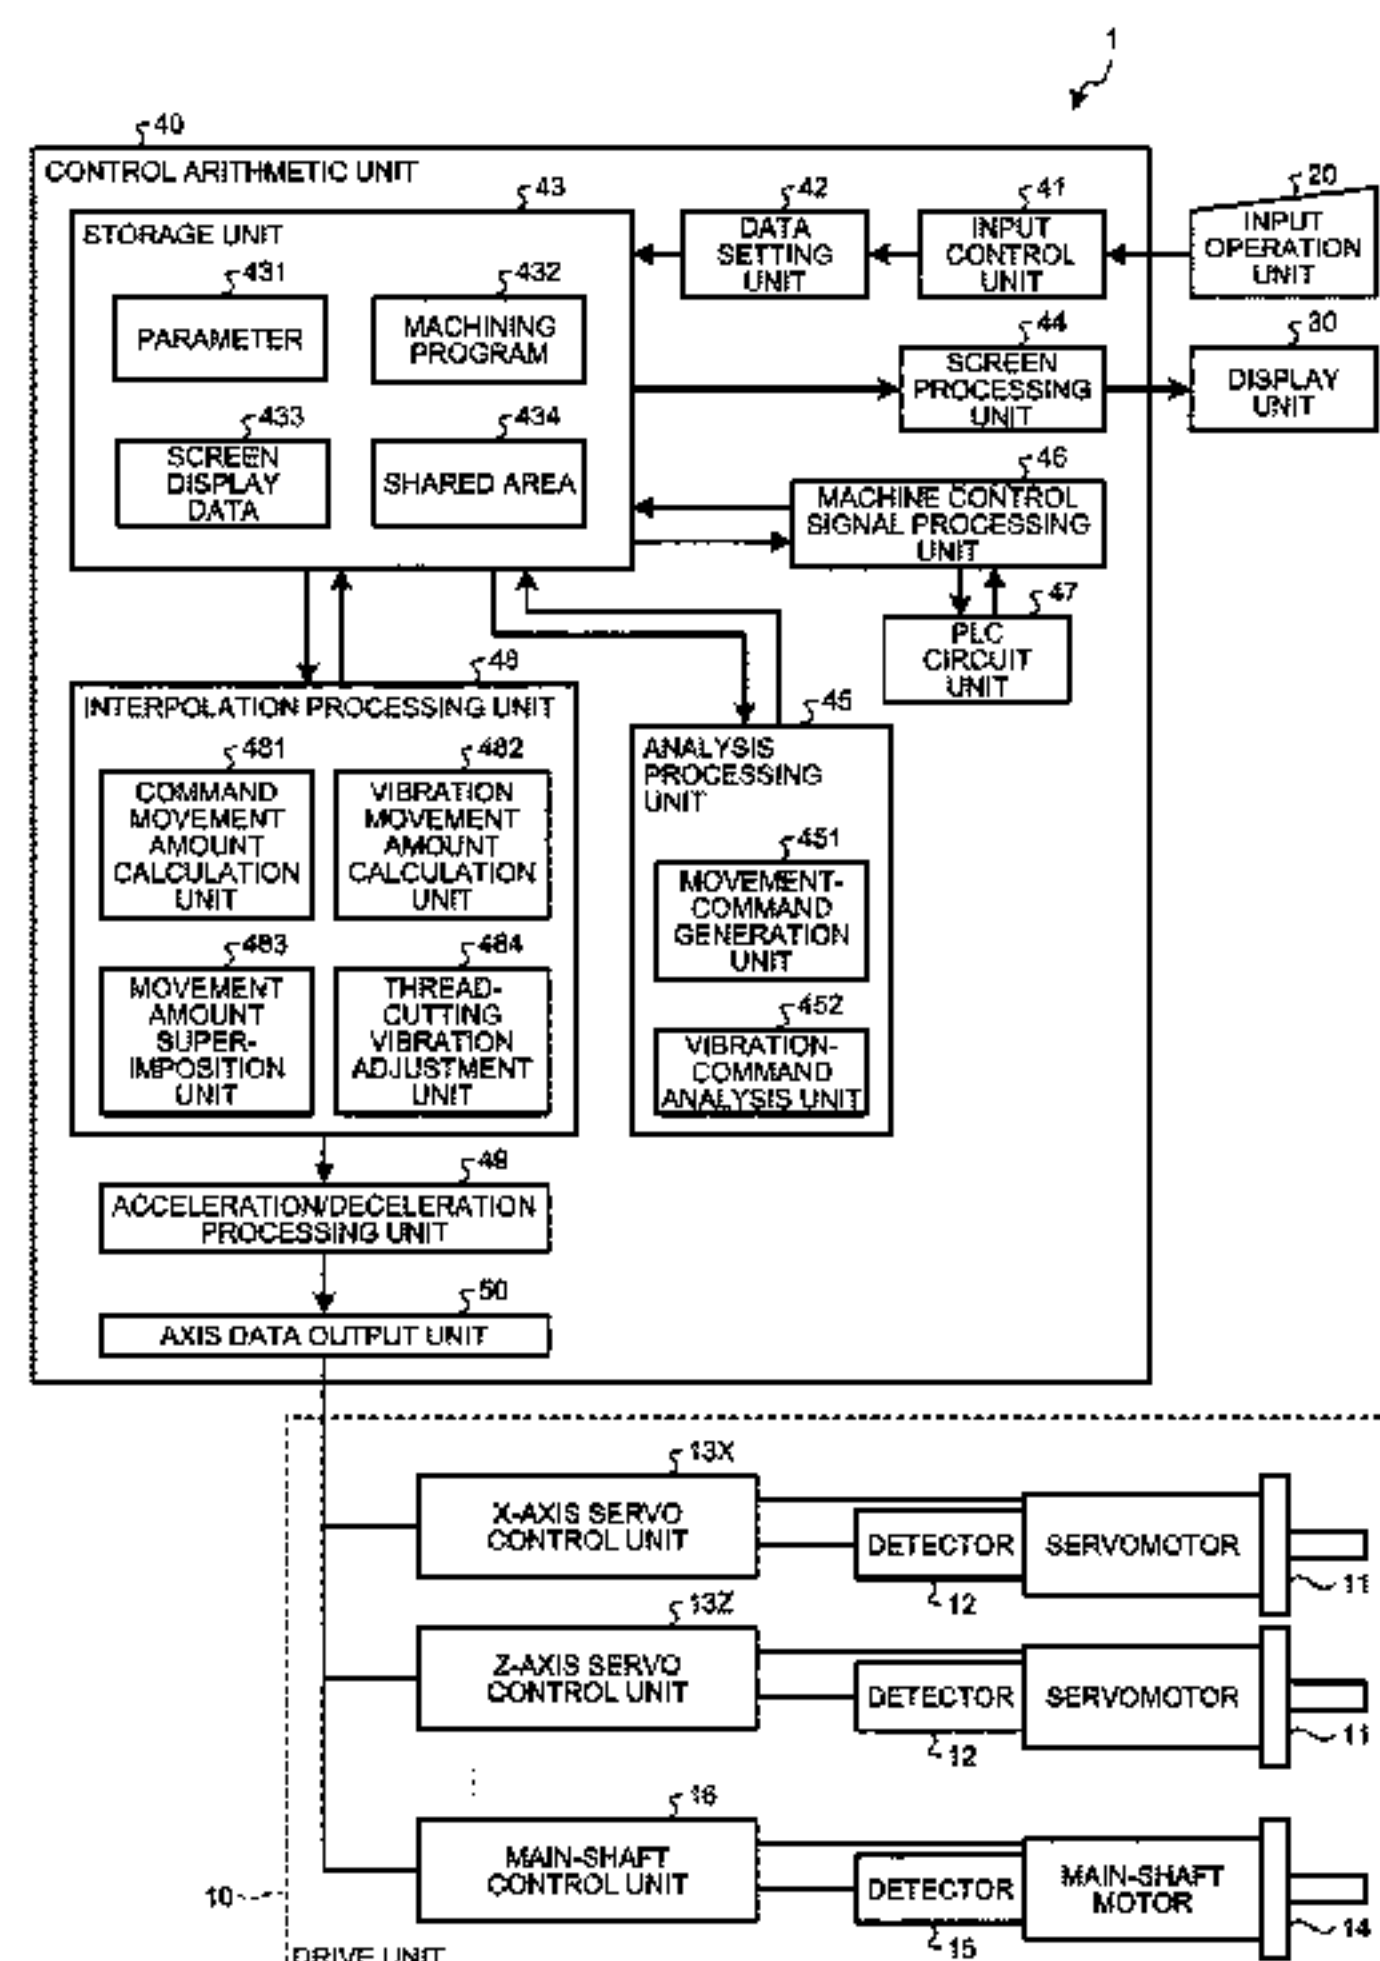 1
40
CONTROL ARITHMETIC UNIT
43
STORAGE UNIT
431
PARAMETER
432
MACHINING
PROGRAM
433
SCREEN
DISPLAY
DATA
434
SHARED AREA
42
DATA
SETTING
UNIT
41
INPUT
CONTROL
UNIT
20
INPUT
OPERATION
UNIT
44
SCREEN
PROCESSING
UNIT
30
DISPLAY
UNIT
46
MACHINE CONTROL
SIGNAL PROCESSING
UNIT
47
PLC
CIRCUIT
UNIT
48
INTERPOLATION PROCESSING UNIT
481
COMMAND
MOVEMENT
AMOUNT
CALCULATION
UNIT
482
VIBRATION
MOVEMENT
AMOUNT
CALCULATION
UNIT
483
MOVEMENT
AMOUNT
SUPER-
IMPOSITION
UNIT
484
THREAD-
CUTTING
VIBRATION
ADJUSTMENT
UNIT
45
ANALYSIS
PROCESSING
UNIT
451
MOVEMENT-
COMMAND
GENERATION
UNIT
452
VIBRATION-
COMMAND
ANALYSIS UNIT
49
ACCELERATION/DECELERATION
PROCESSING UNIT
50
AXIS DATA OUTPUT UNIT
13X
X-AXIS SERVO
CONTROL UNIT
DETECTOR
12
SERVOMOTOR
11
13Z
Z-AXIS SERVO
CONTROL UNIT
DETECTOR
12
SERVOMOTOR
11
16
MAIN-SHAFT
CONTROL UNIT
DETECTOR
15
MAIN-SHAFT
MOTOR
14
10
DRIVE UNIT